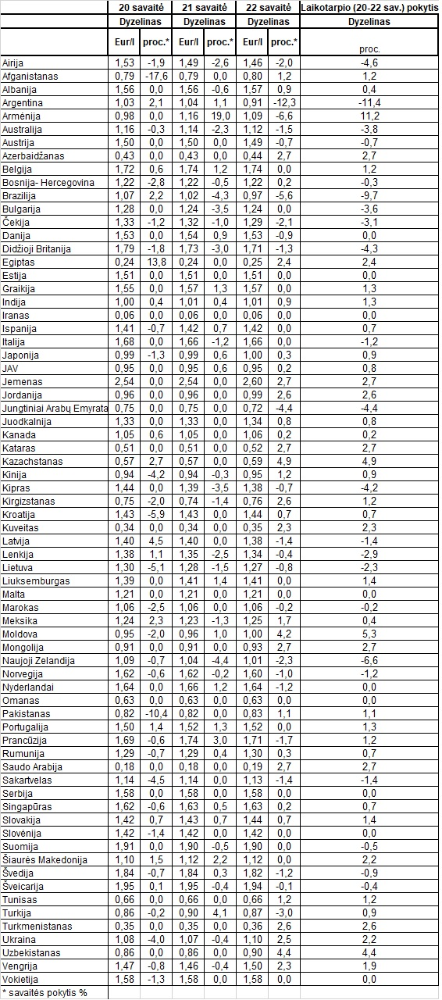 20 savaitė 21 savaitė 22 savaitė Laikotarpio (20-22 sav.) pokytis
Dyzelinas Dyzelinas Dyzelinas Dyzelinas
Eur/l proc.* Eur/l proc.* Eur/l proc.* proc.
Airija 1,53 -1,9 1,49 -2,6 1,46 -2,0 -4,6
Afganistanas 0,79 -17,6 0,79 0,0 0,80 1,2 1,2
Albanija 1,56 0,0 1,56 -0,6 1,57 0,9 0,4
Argentina 1,03 2,1 1,04 1,1 0,91 -12,3 -11,4
Armėnija 0,98 0,0 1,16 19,0 1,09 -6,6 11,2
Australija 1,16 -0,3 1,14 -2,3 1,12 -1,5 -3,8
Austrija 1,50 0,0 1,50 0,0 1,49 -0,7 -0,7
Azerbaidžanas 0,43 0,0 0,43 0,0 0,44 2,7 2,7
Belgija 1,72 0,6 1,74 1,2 1,74 0,0 1,2
Bosnija- Hercegovina 1,22 -2,8 1,22 -0,5 1,22 0,2 -0,3
Brazilija 1,07 2,2 1,02 -4,3 0,97 -5,6 -9,7
Bulgarija 1,28 0,0 1,24 -3,5 1,24 0,0 -3,6
Čekija 1,33 -1,2 1,32 -1,0 1,29 -2,1 -3,1
Danija 1,53 0,0 1,54 0,9 1,53 -0,9 0,0
Didžioji Britanija 1,79 -1,8 1,73 -3,0 1,71 -1,3 -4,3
Egiptas 0,24 13,8 0,24 0,0 0,25 2,4 2,4
Estija 1,51 0,0 1,51 0,0 1,51 0,0 0,0
Graikija 1,55 0,0 1,57 1,3 1,57 0,0 1,3
Indija 1,00 0,4 1,01 0,4 1,01 0,9 1,3
Iranas 0,06 0,0 0,06 0,0 0,06 0,0 0,0
Ispanija 1,41 -0,7 1,42 0,7 1,42 0,0 0,7
Italija 1,68 0,0 1,66 -1,2 1,66 0,0 -1,2
Japonija 0,99 -1,3 0,99 0,6 1,00 0,3 0,9
JAV 0,95 0,0 0,95 0,6 0,95 0,2 0,8
Jemenas 2,54 0,0 2,54 0,0 2,60 2,7 2,7
Jordanija 0,96 0,0 0,96 0,0 0,99 2,6 2,6
Jungtiniai Arabų Emyrata 0,75 0,0 0,75 0,0 0,72 -4,4 -4,4
Juodkalnija 1,33 0,0 1,33 0,0 1,34 0,8 0,8
Kanada 1,05 0,6 1,05 0,0 1,06 0,2 0,2
Kataras 0,51 0,0 0,51 0,0 0,52 2,7 2,7
Kazachstanas 0,57 2,7 0,57 0,0 0,59 4,9 4,9
Kinija 0,94 -4,2 0,94 -0,3 0,95 1,2 0,9
Kipras 1,44 0,0 1,39 -3,5 1,38 -0,7 -4,2
Kirgizstanas 0,75 -2,0 0,74 -1,4 0,76 2,6 1,2
Kroatija 1,43 -5,9 1,43 0,0 1,44 0,7 0,7
Kuveitas 0,34 0,0 0,34 0,0 0,35 2,3 2,3
Latvija 1,40 4,5 1,40 0,0 1,38 -1,4 -1,4
Lenkija 1,38 1,1 1,35 -2,5 1,34 -0,4 -2,9
Lietuva 1,30 -5,1 1,28 -1,5 1,27 -0,8 -2,3
Liuksemburgas 1,39 0,0 1,41 1,4 1,41 0,0 1,4
Malta 1,21 0,0 1,21 0,0 1,21 0,0 0,0
Marokas 1,06 -2,5 1,06 0,0 1,06 -0,2 -0,2
Meksika 1,24 2,3 1,23 -1,3 1,25 1,7 0,4
Moldova 0,95 -2,0 0,96 1,0 1,00 4,2 5,3
Mongolija 0,91 0,0 0,91 0,0 0,93 2,7 2,7
Naujoji Zelandija 1,09 -0,7 1,04 -4,4 1,01 -2,3 -6,6
Norvegija 1,62 -0,6 1,62 -0,2 1,60 -1,0 -1,2
Nyderlandai 1,64 0,0 1,66 1,2 1,64 -1,2 0,0
Omanas 0,63 0,0 0,63 0,0 0,63 0,0 0,0
Pakistanas 0,82 -10,4 0,82 0,0 0,83 1,1 1,1
Portugalija 1,50 1,4 1,52 1,3 1,52 0,0 1,3
Prancūzija 1,69 -0,6 1,74 3,0 1,71 -1,7 1,2
Rumunija 1,29 -0,7 1,29 0,4 1,30 0,3 0,7
Saudo Arabija 0,18 0,0 0,18 0,0 0,19 2,7 2,7
Sakartvelas 1,14 -4,5 1,14 0,0 1,13 -1,4 -1,4
Serbija 1,58 0,0 1,58 0,0 1,58 0,0 0,0
Singapūras 1,62 -0,6 1,63 0,5 1,63 0,2 0,7
Slovakija 1,42 0,7 1,43 0,7 1,44 0,7 1,4
Slovėnija 1,42 -1,4 1,42 0,0 1,42 0,0 0,0
Suomija 1,91 0,0 1,90 -0,5 1,90 0,0 -0,5
Šiaurės Makedonija 1,10 1,5 1,12 2,2 1,12 0,0 2,2
Švedija 1,84 -0,7 1,84 0,3 1,82 -1,2 -0,9
Šveicarija 1,95 0,1 1,95 -0,4 1,94 -0,1 -0,4
Tunisas 0,66 0,0 0,66 0,0 0,66 1,2 1,2
Turkija 0,86 -0,2 0,90 4,1 0,87 -3,0 0,9
Turkmenistanas 0,35 0,0 0,35 0,0 0,36 2,6 2,6
Ukraina 1,08 -4,0 1,07 -0,4 1,10 2,5 2,2
Uzbekistanas 0,86 0,0 0,86 0,0 0,90 4,4 4,4
Vengrija 1,47 -0,8 1,46 -0,4 1,50 2,3 1,9
Vokietija 1,58 -1,3 1,58 0,0 1,58 0,0 0,0
* savaitės pokytis %